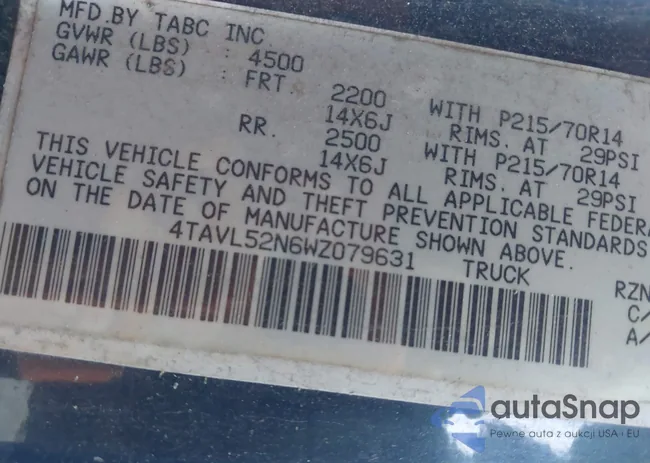 MFD.BY TABC INC
GVWR (LBS) : 4500
GAWR (LBS) : FRT. 2200 WITH P215/70R14
14X6J RIMS. AT 29PSI
RR. 2500 WITH P215/70R14
14X6J RIMS. AT 29PSI
THIS VEHICLE CONFORMS TO ALL APPLICABLE FEDERA
VEHICLE SAFETY AND THEFT PREVENTION STANDARDS
ON THE DATE OF MANUFACTURE SHOWN ABOVE.
4TAVL52N6WZ079631 TRUCK
RZN
C/
A/
autaSnap
Pewne auta z aukcji USA • EU